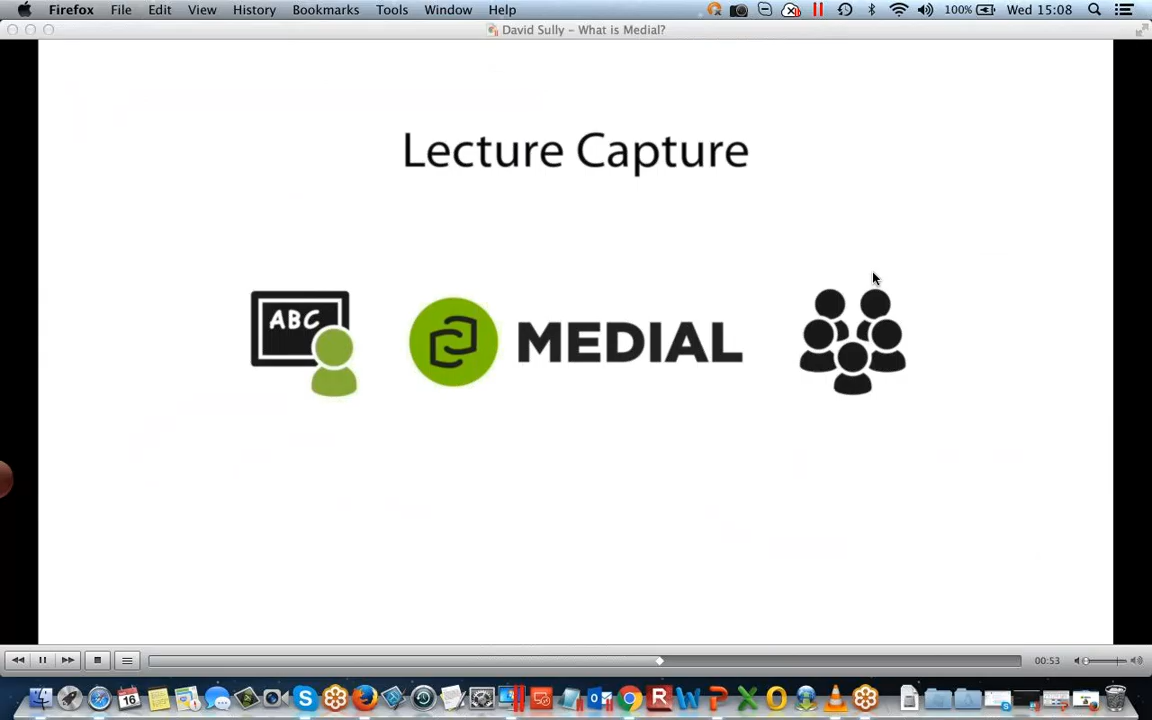 Firefox File Edit View History Bookmarks Tools Window Help 100% Wed 15:08
David Sully – What is Medial?
Lecture Capture
ABC
MEDIAL
00:53
16